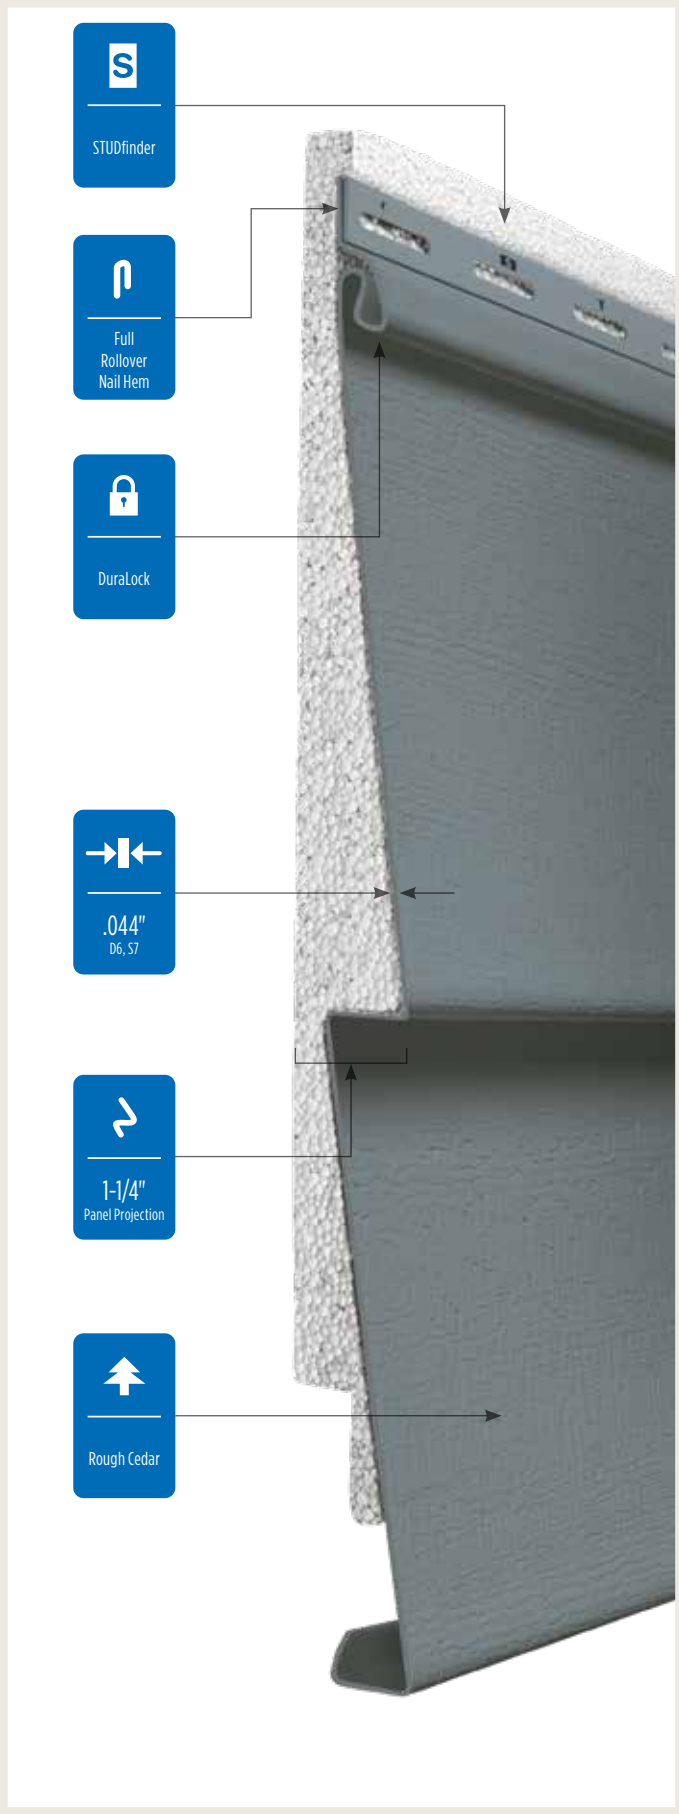 S
STUDfinder
Full
Rollover
Nail Hem
DuraLock
.044"
D6, S7
1-1/4"
Panel Projection
Rough Cedar